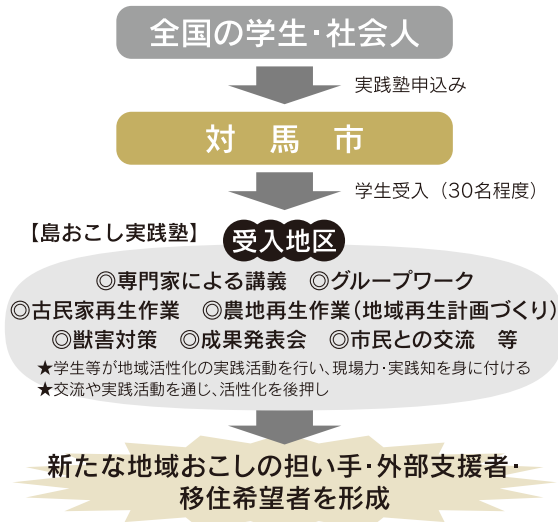 全国の学生・社会人
実践塾申込み
対　馬　市
学生受入（30名程度）
【島おこし実践塾】
受入地区
◎専門家による講義　◎グループワーク
◎古民家再生作業　◎農地再生作業（地域再生計画づくり）
◎獣害対策　◎成果発表会　◎市民との交流　等
★学生等が地域活性化の実践活動を行い、現場力・実践知を身に付ける
★交流や実践活動を通じ、活性化を後押し
新たな地域おこしの担い手・外部支援者・
移住希望者を形成